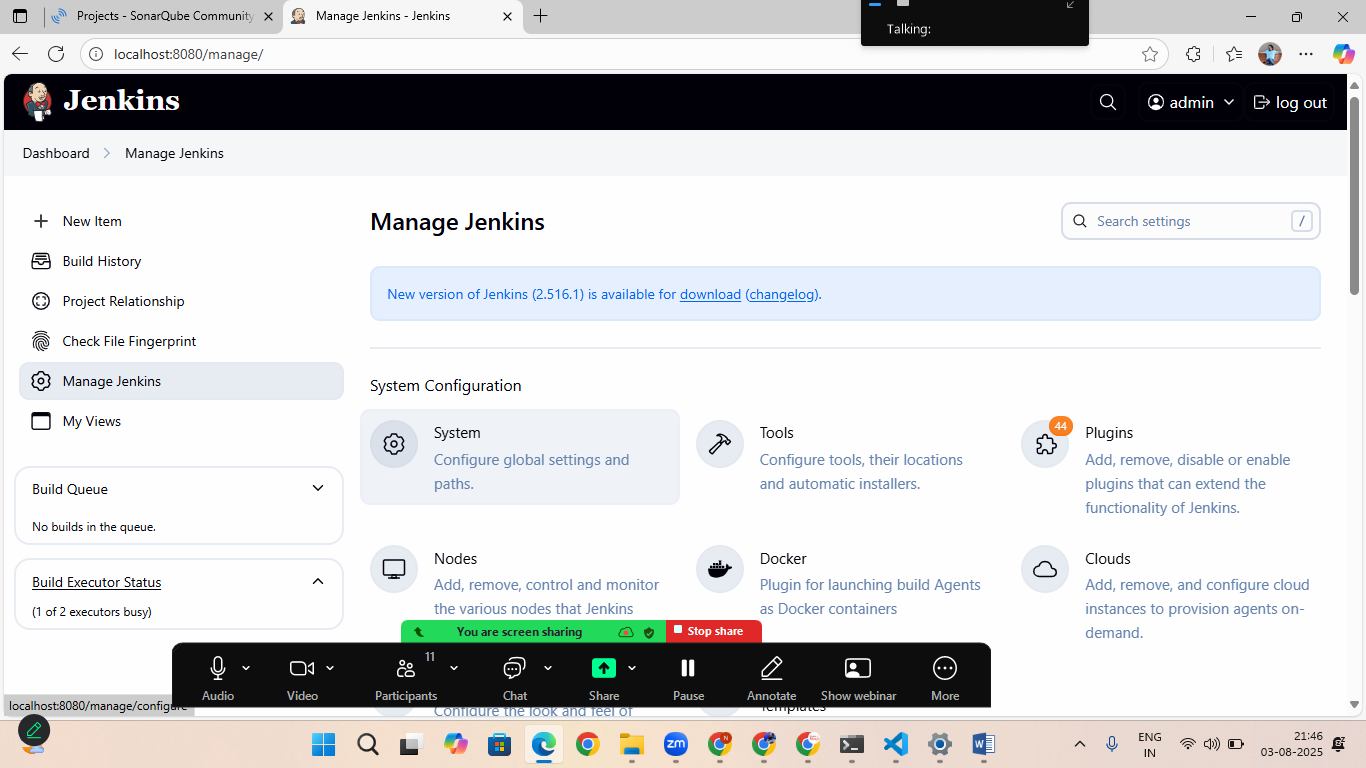 Projects - SonarQube Community
Manage Jenkins - Jenkins
Talking:
localhost:8080/manage/
Jenkins
admin
log out
Dashboard
Manage Jenkins
New Item
Build History
Project Relationship
Check File Fingerprint
Manage Jenkins
My Views
Build Queue
No builds in the queue.
Build Executor Status
(1 of 2 executors busy)
Manage Jenkins
Search settings
/
New version of Jenkins (2.516.1) is available for download (changelog).
System Configuration
System
Configure global settings and
paths.
Tools
Configure tools, their locations
and automatic installers.
44
Plugins
Add, remove, disable or enable
plugins that can extend the
functionality of Jenkins.
Nodes
Add, remove, control and monitor
the various nodes that Jenkins
Docker
Plugin for launching build Agents
as Docker containers
Clouds
Add, remove, and configure cloud
instances to provision agents on-
demand.
You are screen sharing
Stop share
Audio
Video
11
Participants
Chat
Share
Pause
Annotate
Show webinar
More
localhost:8080/manage/configure
Configure the look and feel of
Templates
zm
N
W
ENG
IN
21:46
03-08-2025